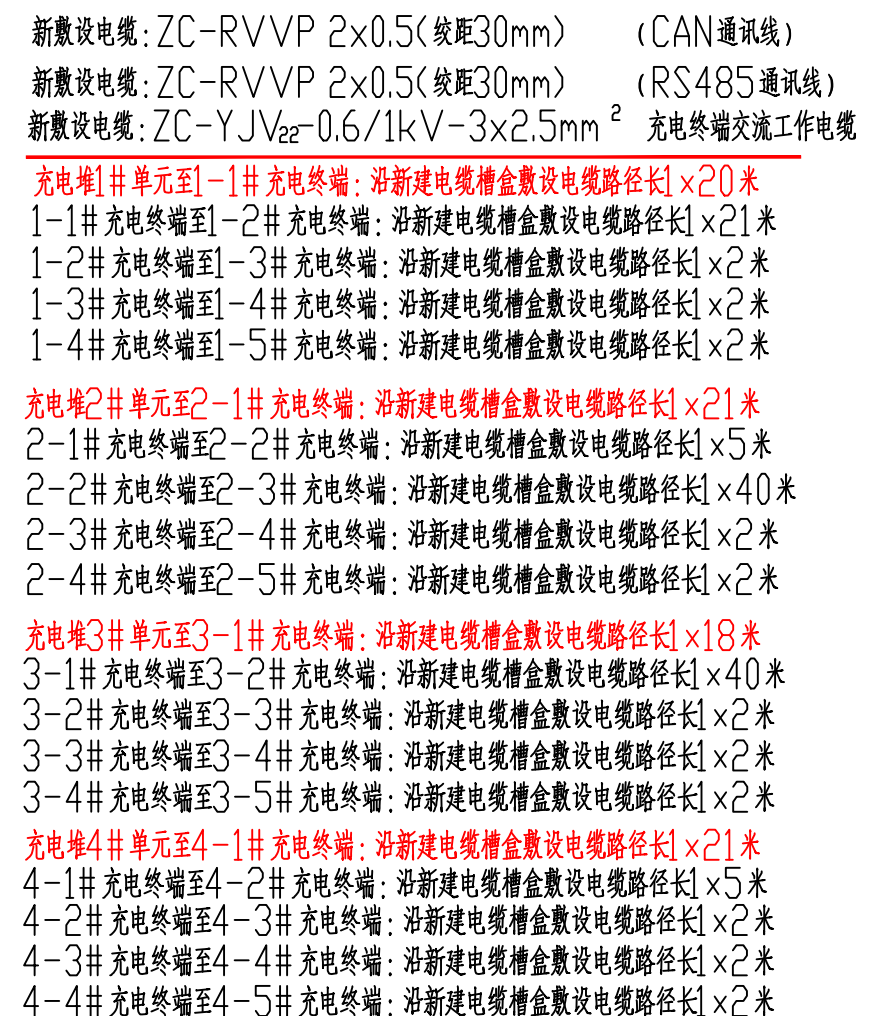 新敷设电缆:ZC-RVVP 2x0.5(绞距30mm) (CAN通讯线)
新敷设电缆:ZC-RVVP 2x0.5(绞距30mm) (RS485通讯线)
新敷设电缆:ZC-YJV22-0.6/1kV-3x2.5mm ² 充电终端交流工作电缆
充电堆1#单元至1-1#充电终端:沿新建电缆槽盒敷设电缆路径长1×20米
1-1#充电终端至1-2#充电终端:沿新建电缆槽盒敷设电缆路径长1×21米
1-2#充电终端至1-3#充电终端:沿新建电缆槽盒敷设电缆路径长1×2米
1-3#充电终端至1-4#充电终端:沿新建电缆槽盒敷设电缆路径长1×2米
1-4#充电终端至1-5#充电终端:沿新建电缆槽盒敷设电缆路径长1×2米
充电堆2#单元至2-1#充电终端:沿新建电缆槽盒敷设电缆路径长1×21米
2-1#充电终端至2-2#充电终端:沿新建电缆槽盒敷设电缆路径长1×5米
2-2#充电终端至2-3#充电终端:沿新建电缆槽盒敷设电缆路径长1×40米
2-3#充电终端至2-4#充电终端:沿新建电缆槽盒敷设电缆路径长1×2米
2-4#充电终端至2-5#充电终端:沿新建电缆槽盒敷设电缆路径长1×2米
充电堆3#单元至3-1#充电终端:沿新建电缆槽盒敷设电缆路径长1×18米
3-1#充电终端至3-2#充电终端:沿新建电缆槽盒敷设电缆路径长1×40米
3-2#充电终端至3-3#充电终端:沿新建电缆槽盒敷设电缆路径长1×2米
3-3#充电终端至3-4#充电终端:沿新建电缆槽盒敷设电缆路径长1×2米
3-4#充电终端至3-5#充电终端:沿新建电缆槽盒敷设电缆路径长1×2米
充电堆4#单元至4-1#充电终端:沿新建电缆槽盒敷设电缆路径长1×21米
4-1#充电终端至4-2#充电终端:沿新建电缆槽盒敷设电缆路径长1×5米
4-2#充电终端至4-3#充电终端:沿新建电缆槽盒敷设电缆路径长1×2米
4-3#充电终端至4-4#充电终端:沿新建电缆槽盒敷设电缆路径长1×2米
4-4#充电终端至4-5#充电终端:沿新建电缆槽盒敷设电缆路径长1×2米